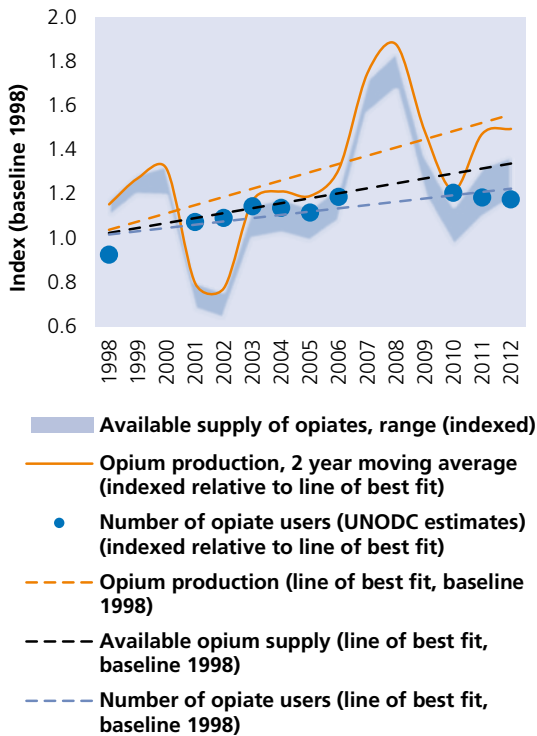 Index (baseline 1998)
2.0
1.8
1.6
1.4
1.2
1.0
0.8
0.6
1998
1999
2000
2001
2002
2003
2004
2005
2006
2007
2008
2009
2010
2011
2012
Available supply of opiates, range (indexed)
Opium production, 2 year moving average
(indexed relative to line of best fit)
Number of opiate users (UNODC estimates)
(indexed relative to line of best fit)
Opium production (line of best fit, baseline
1998)
Available opium supply (line of best fit,
baseline 1998)
Number of opiate users (line of best fit,
baseline 1998)